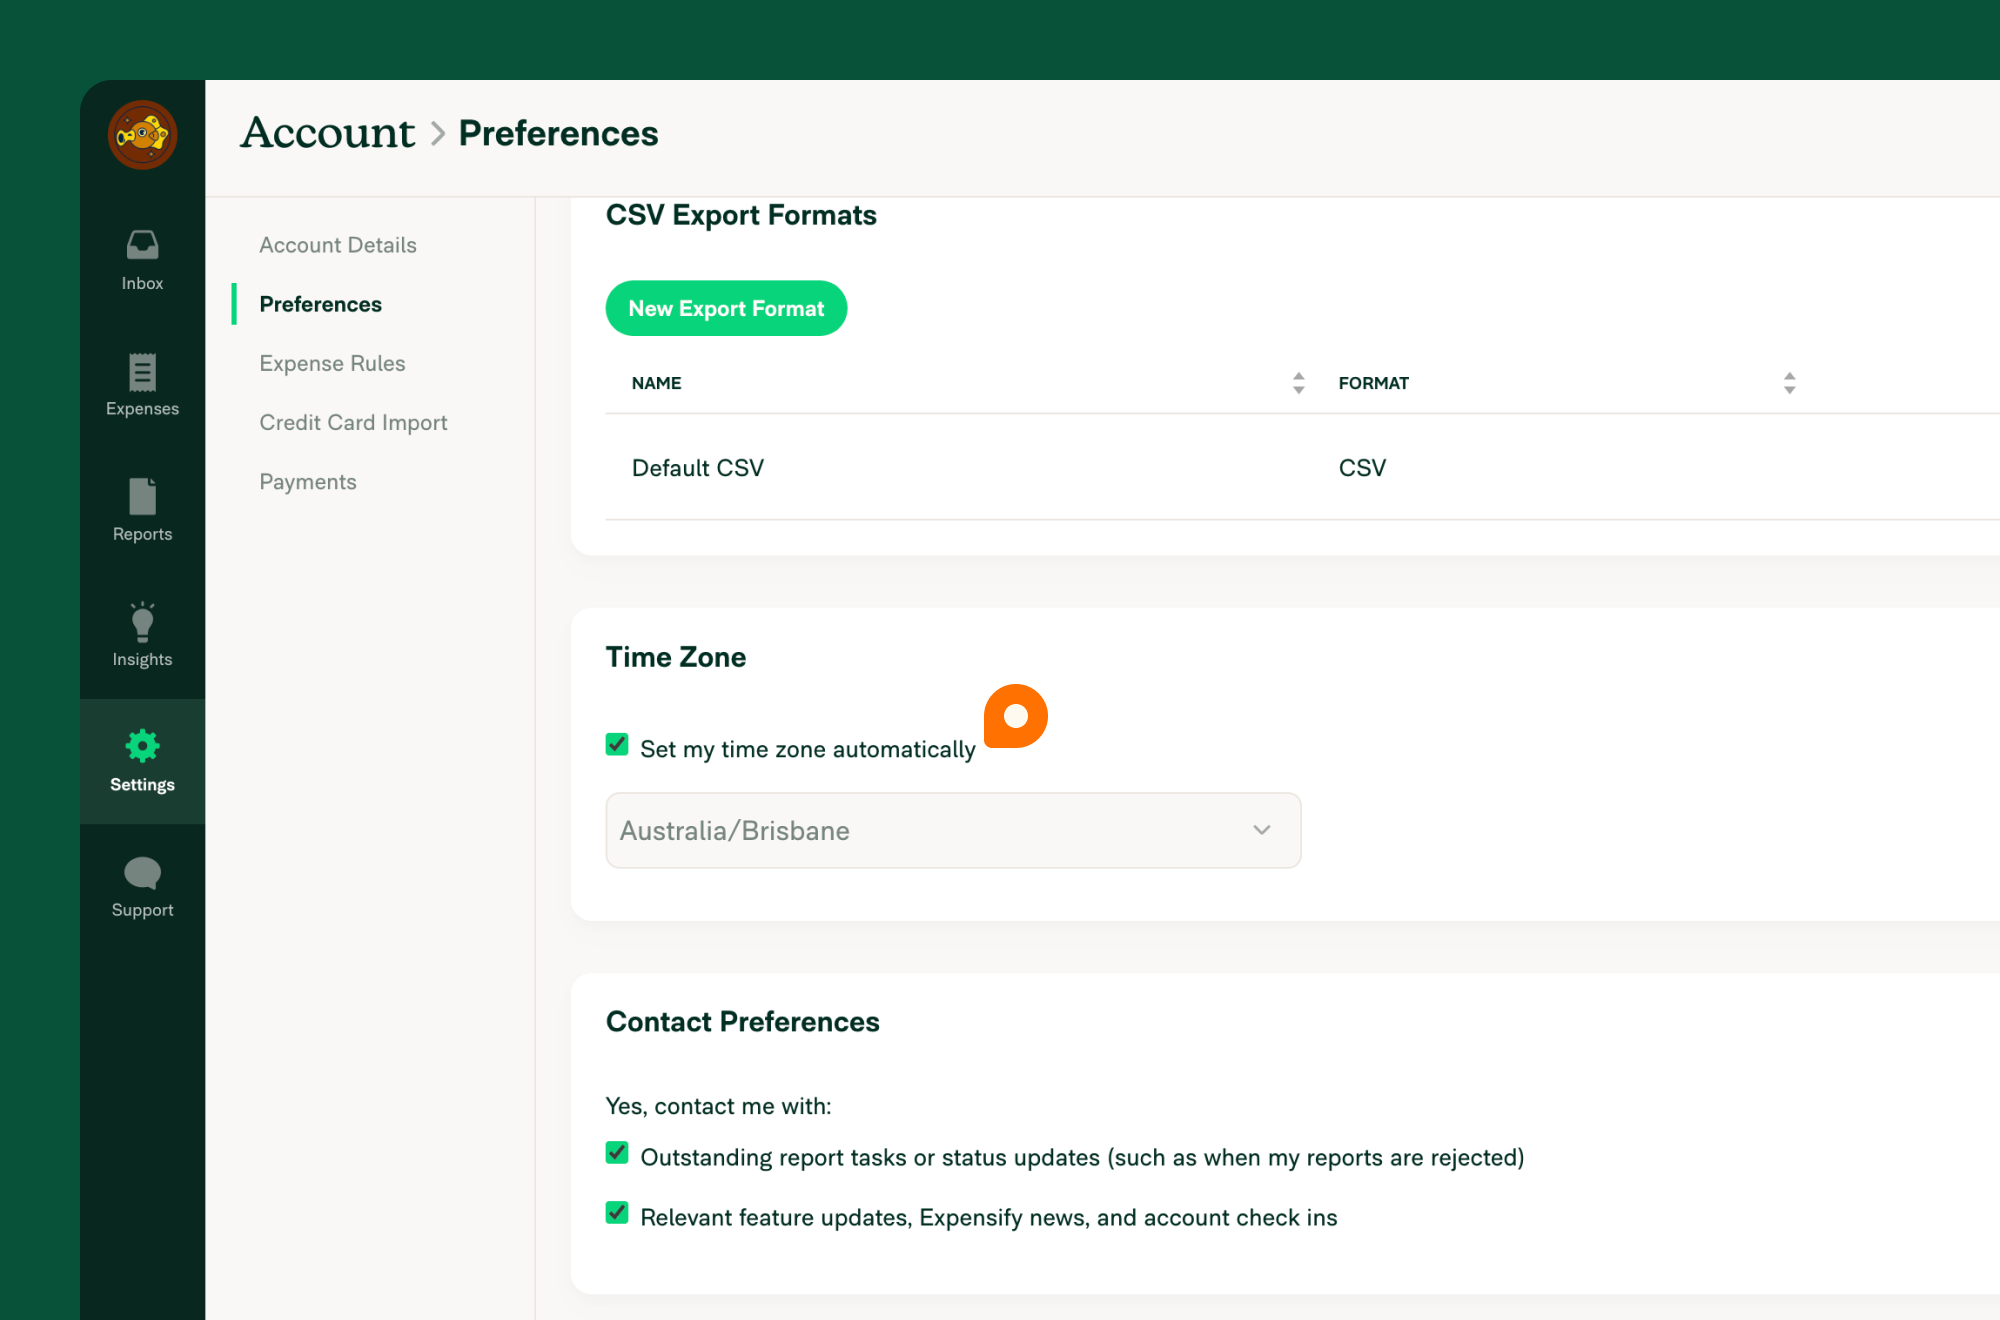 Account > Preferences
Inbox
Expenses
Reports
Insights
Settings
Support
Account Details
Preferences
Expense Rules
Credit Card Import
Payments
CSV Export Formats
New Export Format
NAME FORMAT
Default CSV CSV
Time Zone
Set my time zone automatically
Australia/Brisbane
Contact Preferences
Yes, contact me with:
Outstanding report tasks or status updates (such as when my reports are rejected)
Relevant feature updates, Expensify news, and account check ins